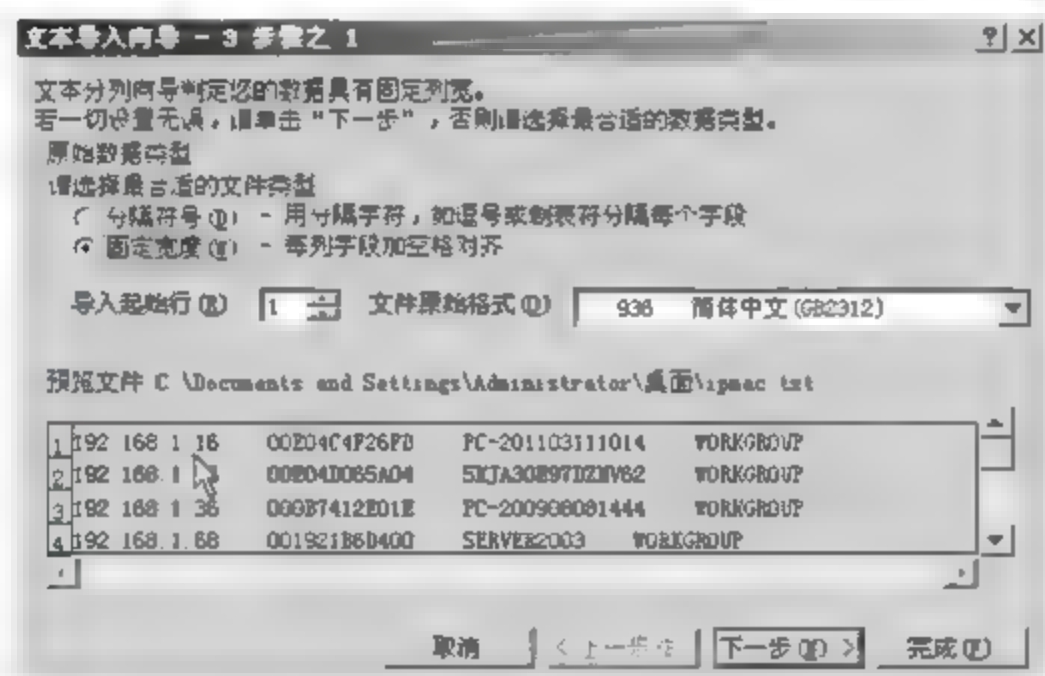 文本导入向导 - 3 步骤之 1
文本分列向导判定您的数据具有固定列宽。
若一切设置无误，请单击“下一步”，否则请选择最合适的数据类型。
原始数据类型
请选择最合适的文件类型
分隔符号(D) - 用分隔字符，如逗号或制表符分隔每个字段
固定宽度(W) - 每列字段加空格对齐
导入起始行(R) 1 文件原始格式(O) 936 简体中文(GB2312)
预览文件 C \Documents and Settings\Administrator\桌面\ipmac txt
1 192 168 1 16 00E04C4F26FD PC-201103111014 WORKGROUP
2 192 168.1 WORKGROUP
3 192 168 1 36 000B7412E01E PC-200908081444 WORKGROUP
4 192 168.1.68 001921B6D400 SERVER2003 WORKGROUP
取消 < 上一步 下一步(N) > 完成(F)